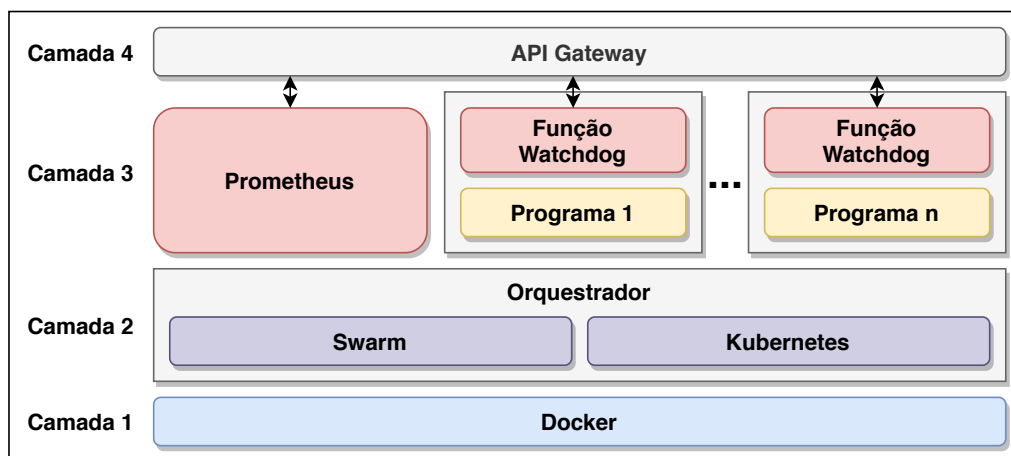 Camada 4
API Gateway
Camada 3
Prometheus
Função
Watchdog
Programa 1
...
Função
Watchdog
Programa n
Camada 2
Orquestrador
Swarm
Kubernetes
Camada 1
Docker